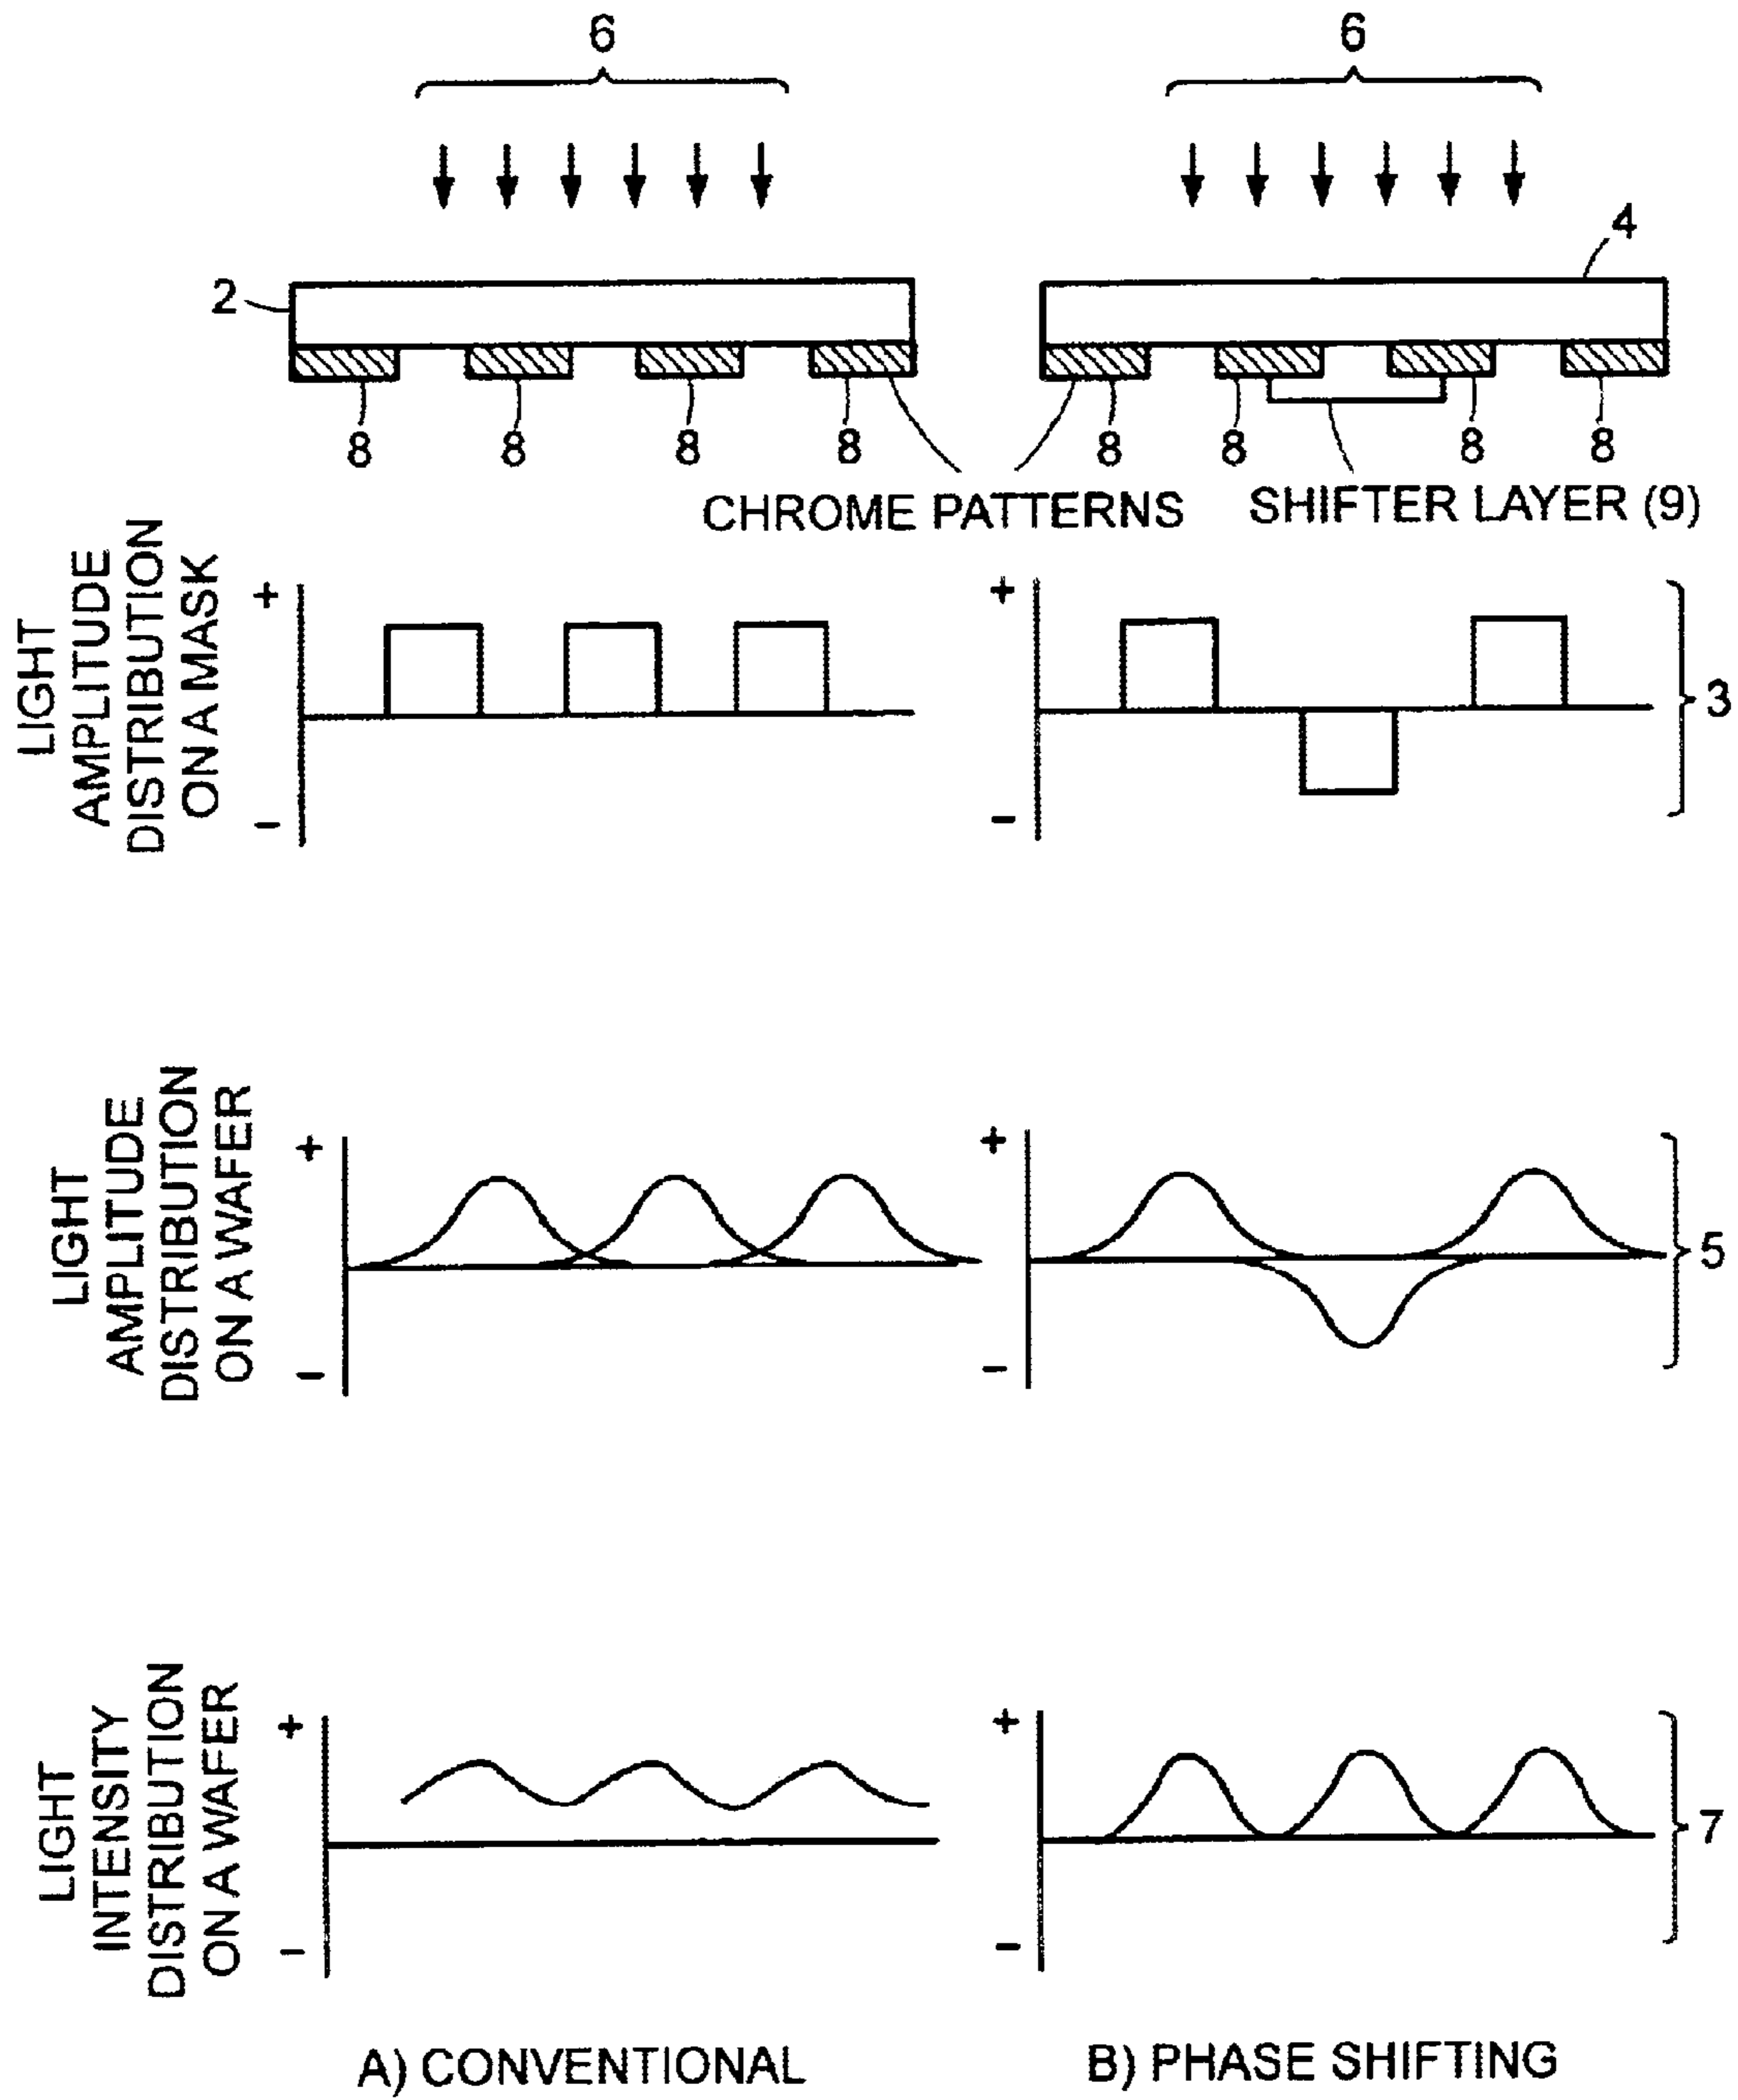 6 6
4
2
8 8 8 8 8 8 8 8
CHROME PATTERNS SHIFTER LAYER (9)
LIGHT
AMPLITUDE
DISTRIBUTION
ON A MASK
+ +
3
− −
LIGHT
AMPLITUDE
DISTRIBUTION
ON A WAFER
+ +
5
− −
LIGHT
INTENSITY
DISTRIBUTION
ON A WAFER
+ +
7
− −
A) CONVENTIONAL B) PHASE SHIFTING